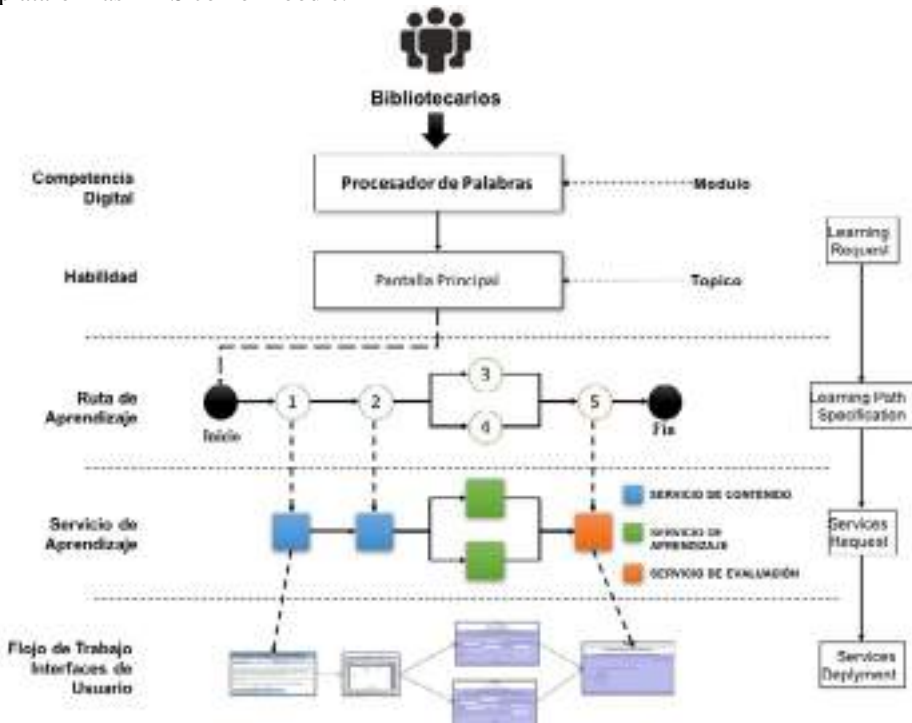 Bibliotecarios
Competencia
Digital
Procesador de Palabras
Modulo
Habilidad
Pantalla Principal
Topico
Learning
Request
Ruta de
Aprendizaje
Inicio
1
2
3
4
5
Fin
Learning Path
Specification
Servicio de
Aprendizaje
SERVICIO DE CONTENIDO
SERVICIO DE
APRENDIZAJE
SERVICIO DE EVALUACIÓN
Services
Request
Flojo de Trabajo
Interfaces de
Usuario
Services
Deplyment